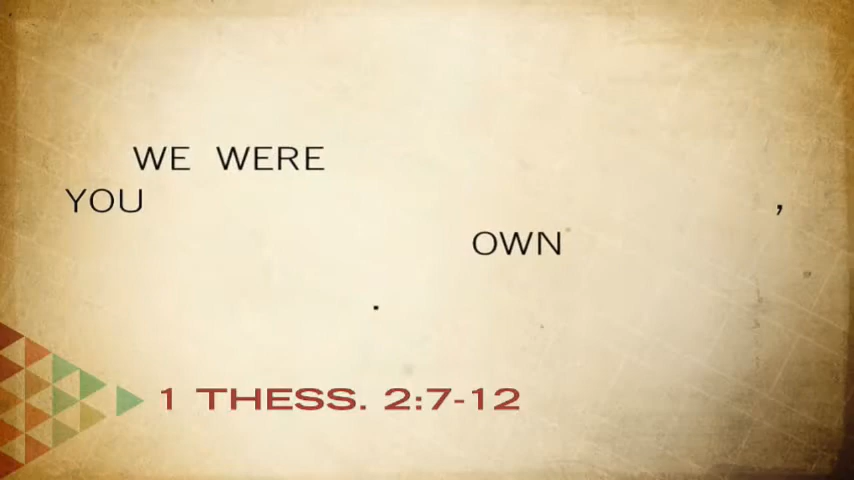 WE WERE
YOU ,
OWN
.
1 THESS. 2:7-12